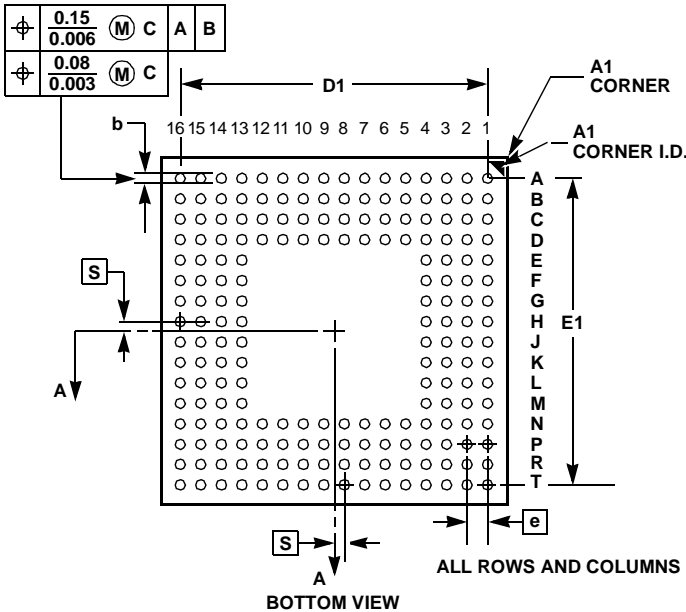 0.15
0.006 Ⓜ C A B
0.08
0.003 Ⓜ C
D1
A1
CORNER
A1
CORNER I.D.
b
16 15 14 13 12 11 10 9 8 7 6 5 4 3 2 1
A
B
C
D
E
F
G
H
J
K
L
M
N
P
R
T
S
E1
A
S
e
A
ALL ROWS AND COLUMNS
BOTTOM VIEW